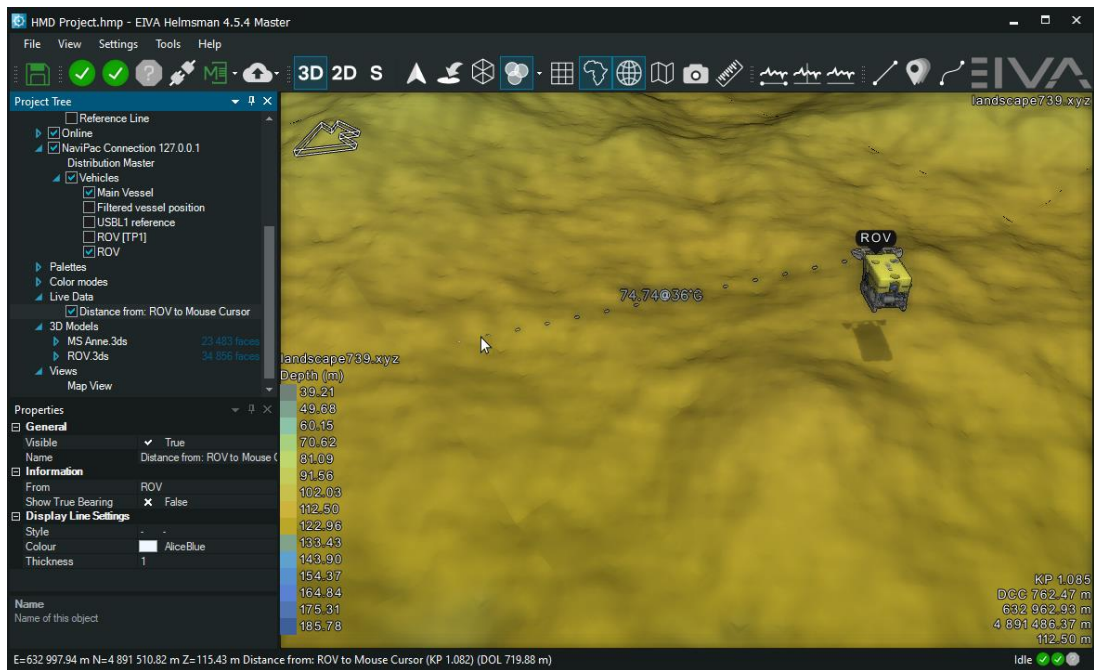 HMD Project.hmp - EIVA Helmsman 4.5.4 Master
File View Settings Tools Help
3D 2D S
EIVA
Project Tree
Reference Line
Online
NaviPac Connection 127.0.0.1
Distribution Master
Vehicles
Main Vessel
Filtered vessel position
USBL1 reference
ROV [TP1]
ROV
Palettes
Color modes
Live Data
Distance from: ROV to Mouse Cursor
3D Models
MS Anne.3ds 23 483 faces
ROV.3ds 34 856 faces
Views
Map View
Properties
General
Visible True
Name Distance from: ROV to Mouse C
Information
From ROV
Show True Bearing False
Display Line Settings
Style - -
Colour AliceBlue
Thickness 1
Name
Name of this object
landscape739.xyz
ROV
74.74@36°G
landscape739.xyz
Depth (m)
39.21
49.68
60.15
70.62
81.09
91.56
102.03
112.50
122.96
133.43
143.90
154.37
164.84
175.31
185.78
KP 1.085
DCC 762.47 m
632 962.93 m
4 891 486.37 m
112.50 m
E=632 997.94 m N=4 891 510.82 m Z=115.43 m Distance from: ROV to Mouse Cursor (KP 1.082) (DOL 719.88 m)
Idle